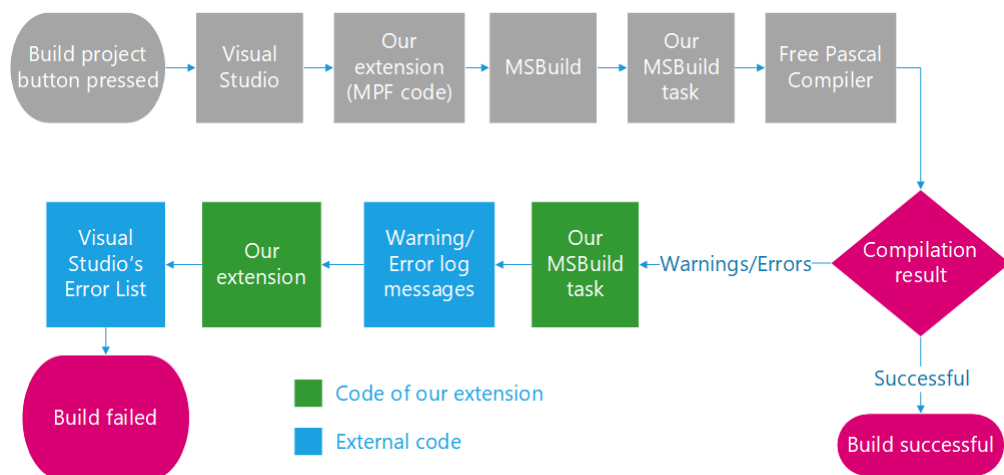 Build project
button pressed
Visual
Studio
Our
extension
(MPF code)
MSBuild
Our
MSBuild
task
Free Pascal
Compiler
Compilation
result
Warnings/Errors
Our
MSBuild
task
Warning/
Error log
messages
Our
extension
Visual
Studio's
Error List
Build failed
Successful
Build successful
Code of our extension
External code